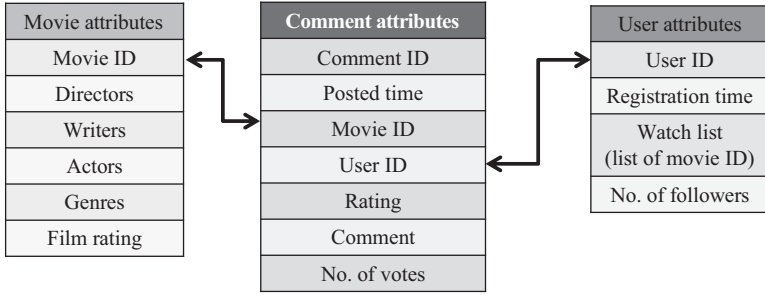 Movie attributes
Movie ID
Directors
Writers
Actors
Genres
Film rating
Comment attributes
Comment ID
Posted time
Movie ID
User ID
Rating
Comment
No. of votes
User attributes
User ID
Registration time
Watch list
(list of movie ID)
No. of followers